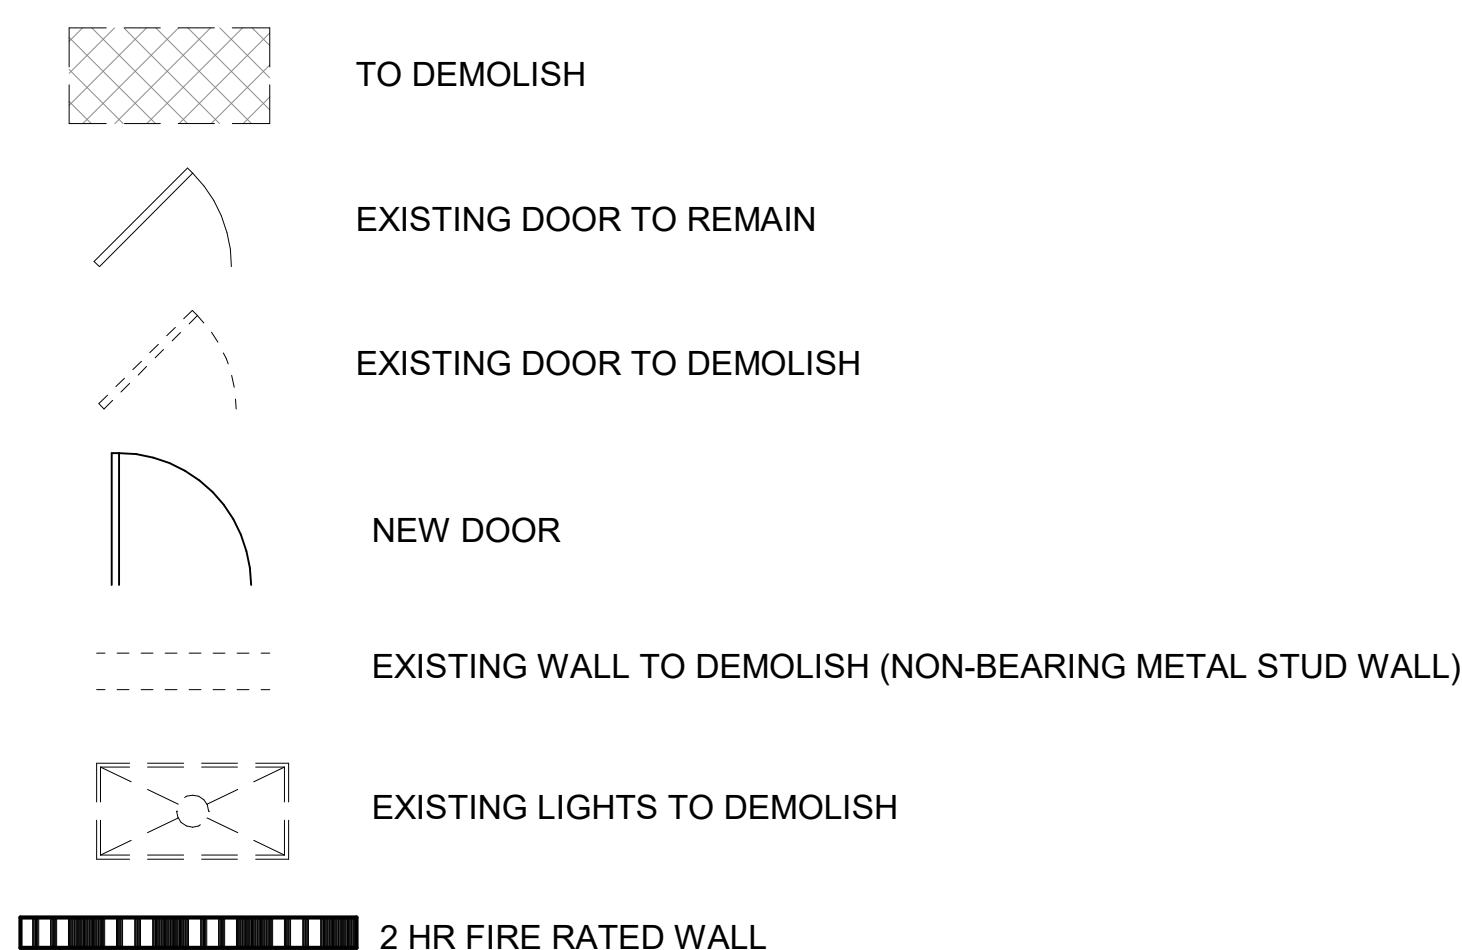 TO DEMOLISH
EXISTING DOOR TO REMAIN
EXISTING DOOR TO DEMOLISH
NEW DOOR
EXISTING WALL TO DEMOLISH (NON-BEARING METAL STUD WALL)
EXISTING LIGHTS TO DEMOLISH
2 HR FIRE RATED WALL